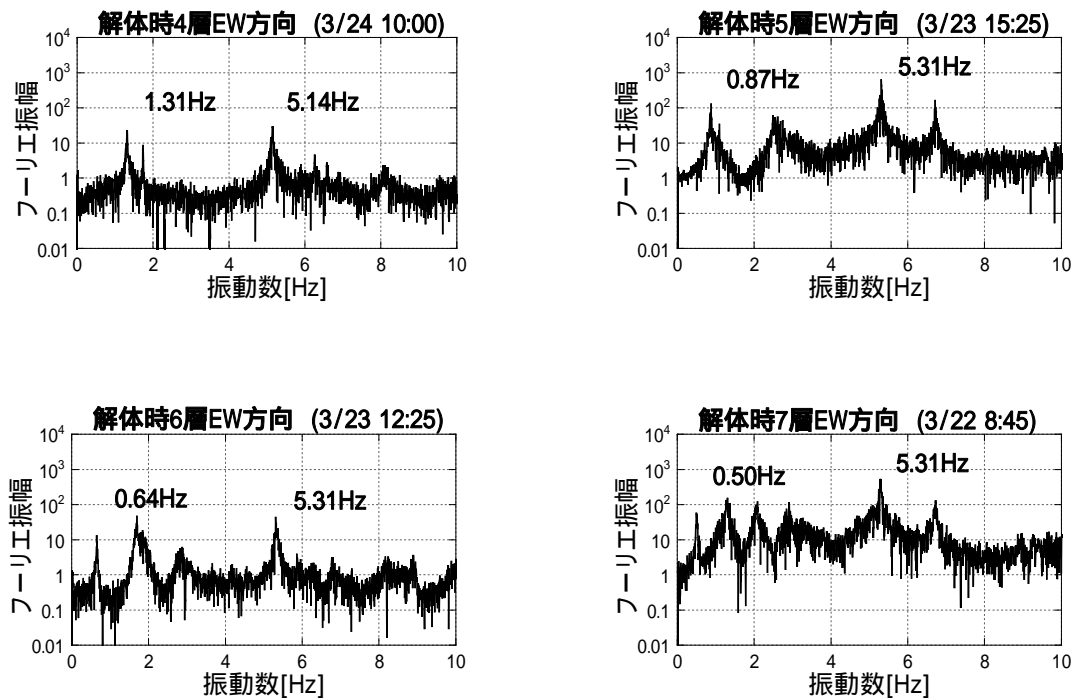 解体時4層EW方向 (3/24 10:00)
10⁴
10³
10²
10
1
0.1
0.01
フーリエ振幅
1.31Hz
5.14Hz
0 2 4 6 8 10
振動数[Hz]
解体時5層EW方向 (3/23 15:25)
10⁴
10³
10²
10
1
0.1
0.01
フーリエ振幅
0.87Hz
5.31Hz
0 2 4 6 8 10
振動数[Hz]
解体時6層EW方向 (3/23 12:25)
10⁴
10³
10²
10
1
0.1
0.01
フーリエ振幅
0.64Hz
5.31Hz
0 2 4 6 8 10
振動数[Hz]
解体時7層EW方向 (3/22 8:45)
10⁴
10³
10²
10
1
0.1
0.01
フーリエ振幅
0.50Hz
5.31Hz
0 2 4 6 8 10
振動数[Hz]